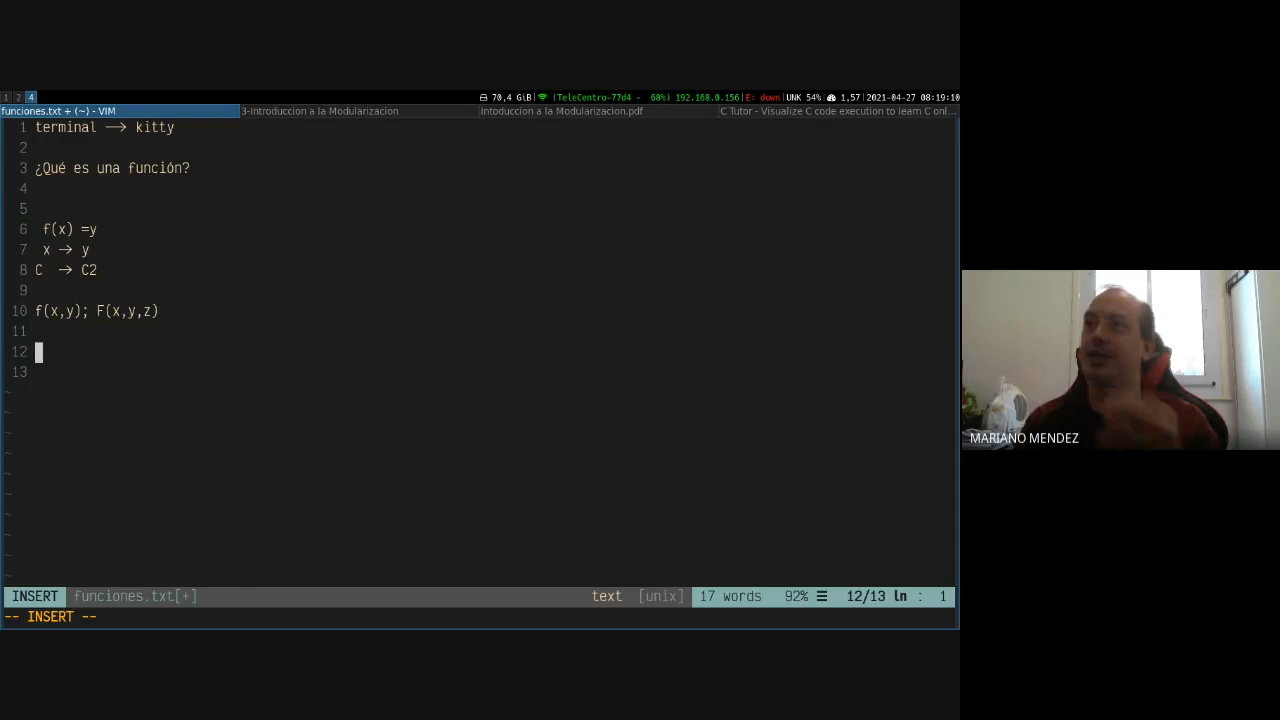 1 2 4
70,4 GiB| (TeleCentro-77d4 - 68%) 192.168.0.156|E: down|UNK 54%| 1,57|2021-04-27 08:19:10
funciones.txt + (~) - VIM 3-Introduccion a la Modularizacion Intoduccion a la Modularizacion.pdf C Tutor - Visualize C code execution to learn C onl...
1 terminal —> kitty
2
3 ¿Qué es una función?
4
5
6 f(x) =y
7 x → y
8 C → C2
9
10 f(x,y); F(x,y,z)
11
12
13
~
~
~
~
~
~
~
~
~
~
INSERT funciones.txt[+] text [unix] 17 words 92% ☰ 12/13 ln : 1
-- INSERT --
MARIANO MENDEZ